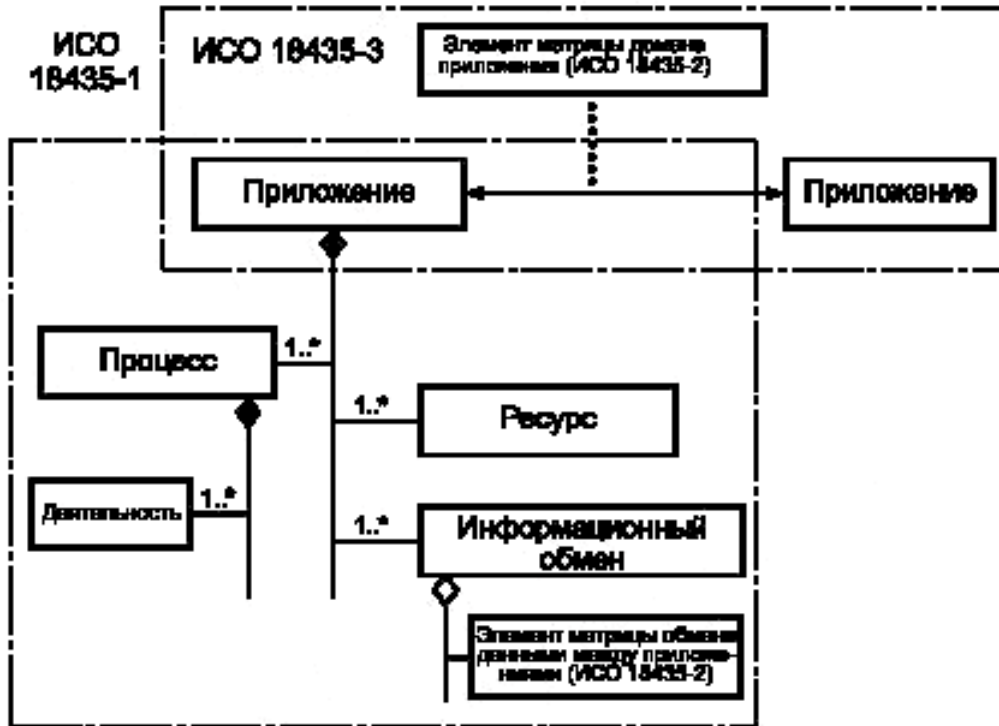 ИСО
18435-1
ИСО 18435-3
Элемент матрицы домена
приложения (ИСО 18435-2)
Приложение
Приложение
Процесс
1..*
1..*
Ресурс
Деятельность
1..*
1..*
Информационный
обмен
Элемент матрицы обмена
данными между приложе-
ниями (ИСО 18435-2)